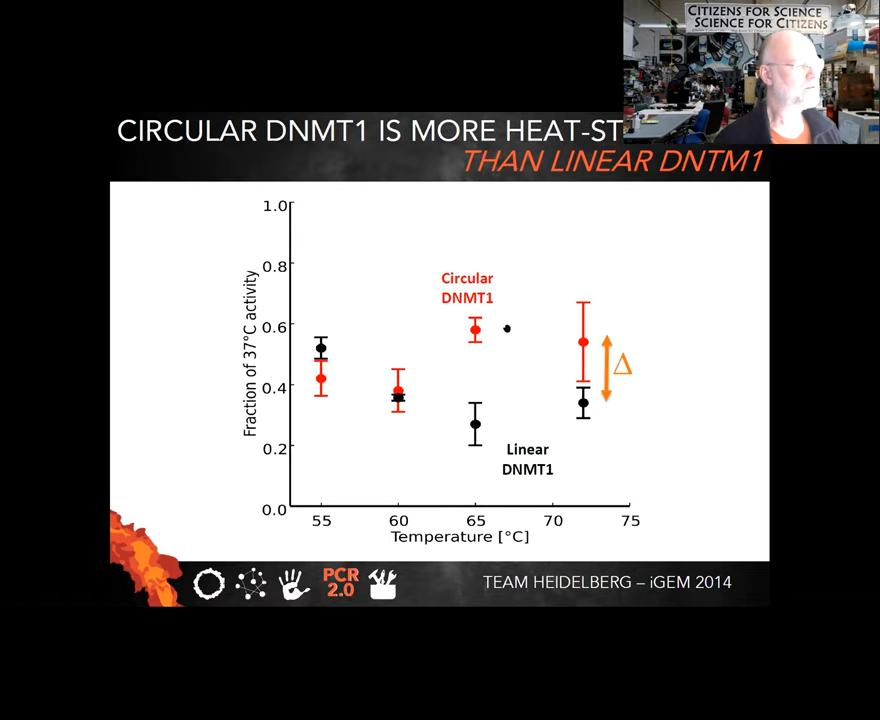 CITIZENS FOR SCIENCE
SCIENCE FOR CITIZENS
CIRCULAR DNMT1 IS MORE HEAT-ST
THAN LINEAR DNTM1
1.0
0.8
0.6
0.4
0.2
0.0
Fraction of 37°C activity
Circular
DNMT1
Δ
Linear
DNMT1
55 60 65 70 75
Temperature [°C]
PCR
2.0
TEAM HEIDELBERG – iGEM 2014